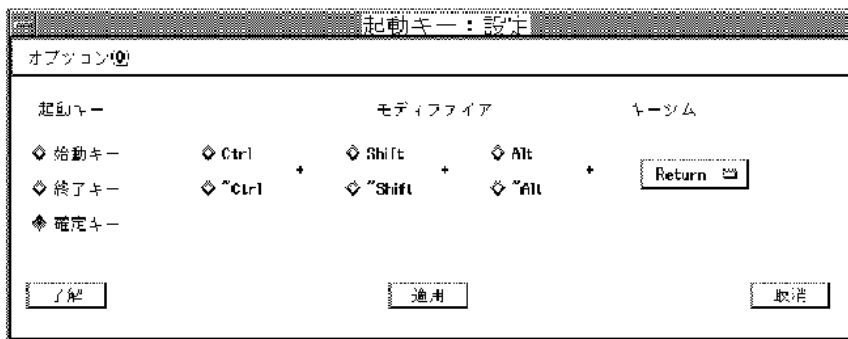 起動キー：設定
オプション(O)
起動キー モディファイア キーシム
始動キー Ctrl + Shift + Alt + Return
終了キー ~Ctrl ~Shift ~Alt
確定キー
了解 適用 取消